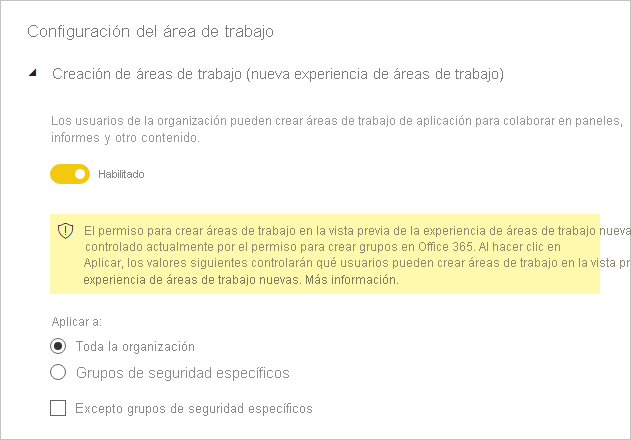 Configuración del área de trabajo
Creación de áreas de trabajo (nueva experiencia de áreas de trabajo)
Los usuarios de la organización pueden crear áreas de trabajo de aplicación para colaborar en paneles,
informes y otro contenido.
Habilitado
El permiso para crear áreas de trabajo en la vista previa de la experiencia de áreas de trabajo nueva
controlado actualmente por el permiso para crear grupos en Office 365. Al hacer clic en
Aplicar, los valores siguientes controlarán qué usuarios pueden crear áreas de trabajo en la vista pr
experiencia de áreas de trabajo nuevas. Más información.
Aplicar a:
Toda la organización
Grupos de seguridad específicos
Excepto grupos de seguridad específicos